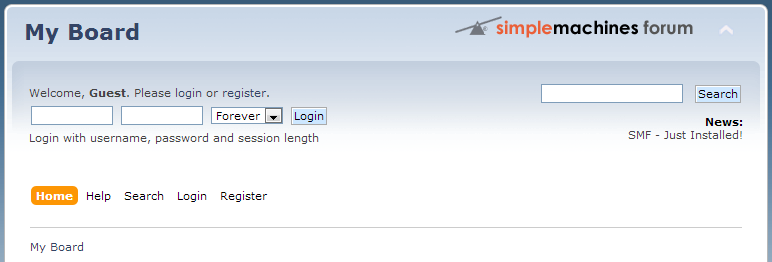 My Board
simplemachines forum
Welcome, Guest. Please login or register.
Forever
Login
Login with username, password and session length
Search
News:
SMF - Just Installed!
Home Help Search Login Register
My Board